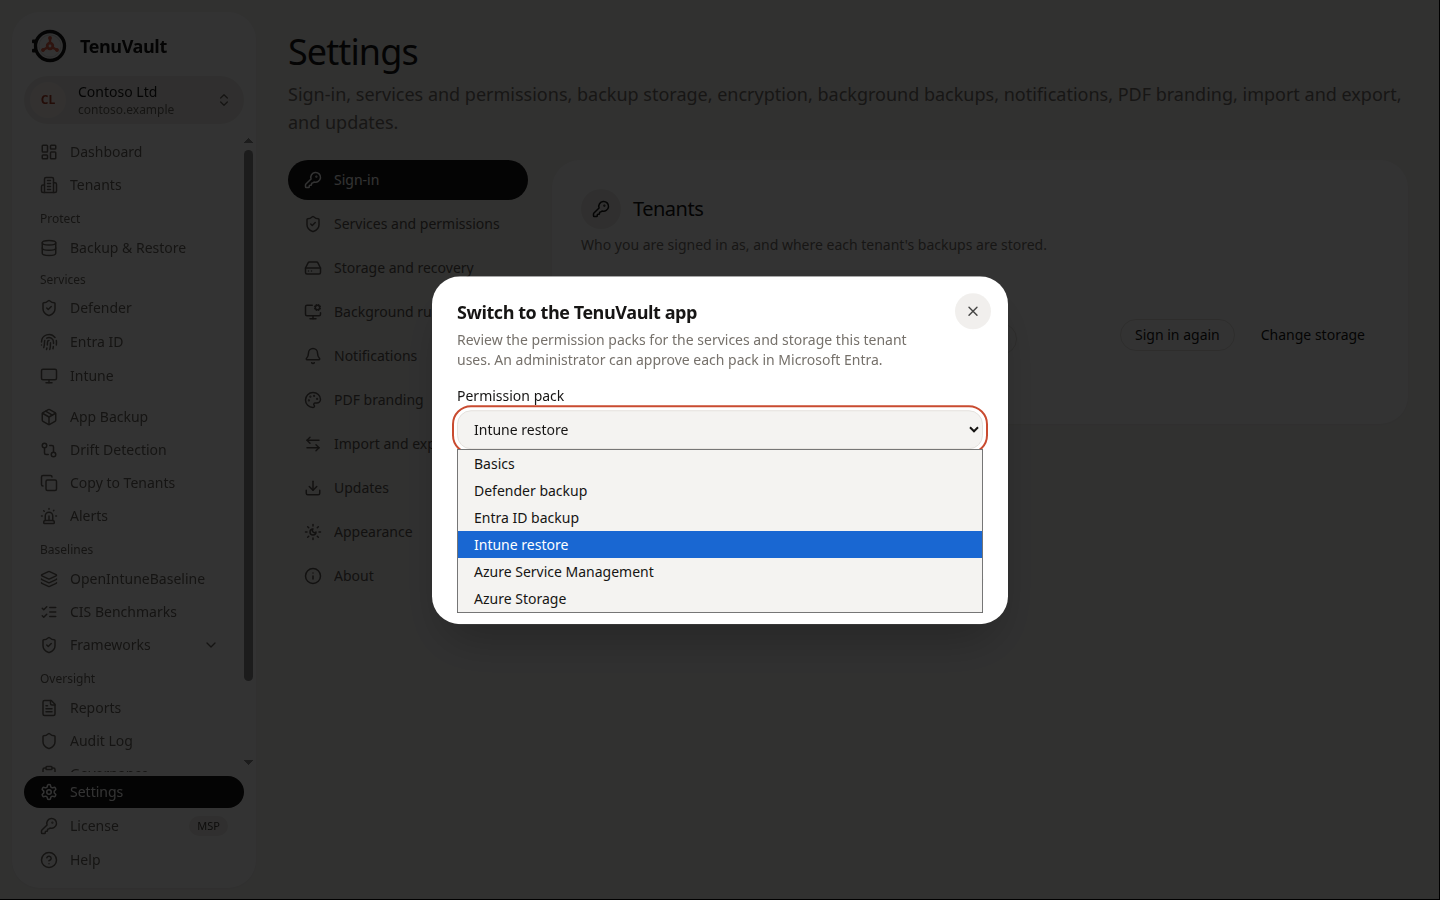 TenuVault
CL
Contoso Ltd
contoso.example
Dashboard
Tenants
Protect
Backup & Restore
Services
Defender
Entra ID
Intune
App Backup
Drift Detection
Copy to Tenants
Alerts
Baselines
OpenIntuneBaseline
CIS Benchmarks
Frameworks
Oversight
Reports
Audit Log
Settings
License
MSP
Help
Settings
Sign-in, services and permissions, backup storage, encryption, background backups, notifications, PDF branding, import and export,
and updates.
Sign-in
Services and permissions
Storage and recovery
Background ru
Notifications
PDF branding
Import and exp
Updates
Appearance
About
Tenants
Who you are signed in as, and where each tenant's backups are stored.
Sign in again
Change storage
Switch to the TenuVault app
Review the permission packs for the services and storage this tenant
uses. An administrator can approve each pack in Microsoft Entra.
Permission pack
Intune restore
Basics
Defender backup
Entra ID backup
Intune restore
Azure Service Management
Azure Storage